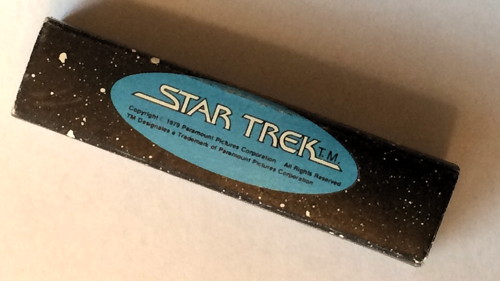 STAR TREK T.M.
Copyright © 1979 Paramount Pictures Corporation All Rights Reserved
TM Designates a Trademark of Paramount Pictures Corporation